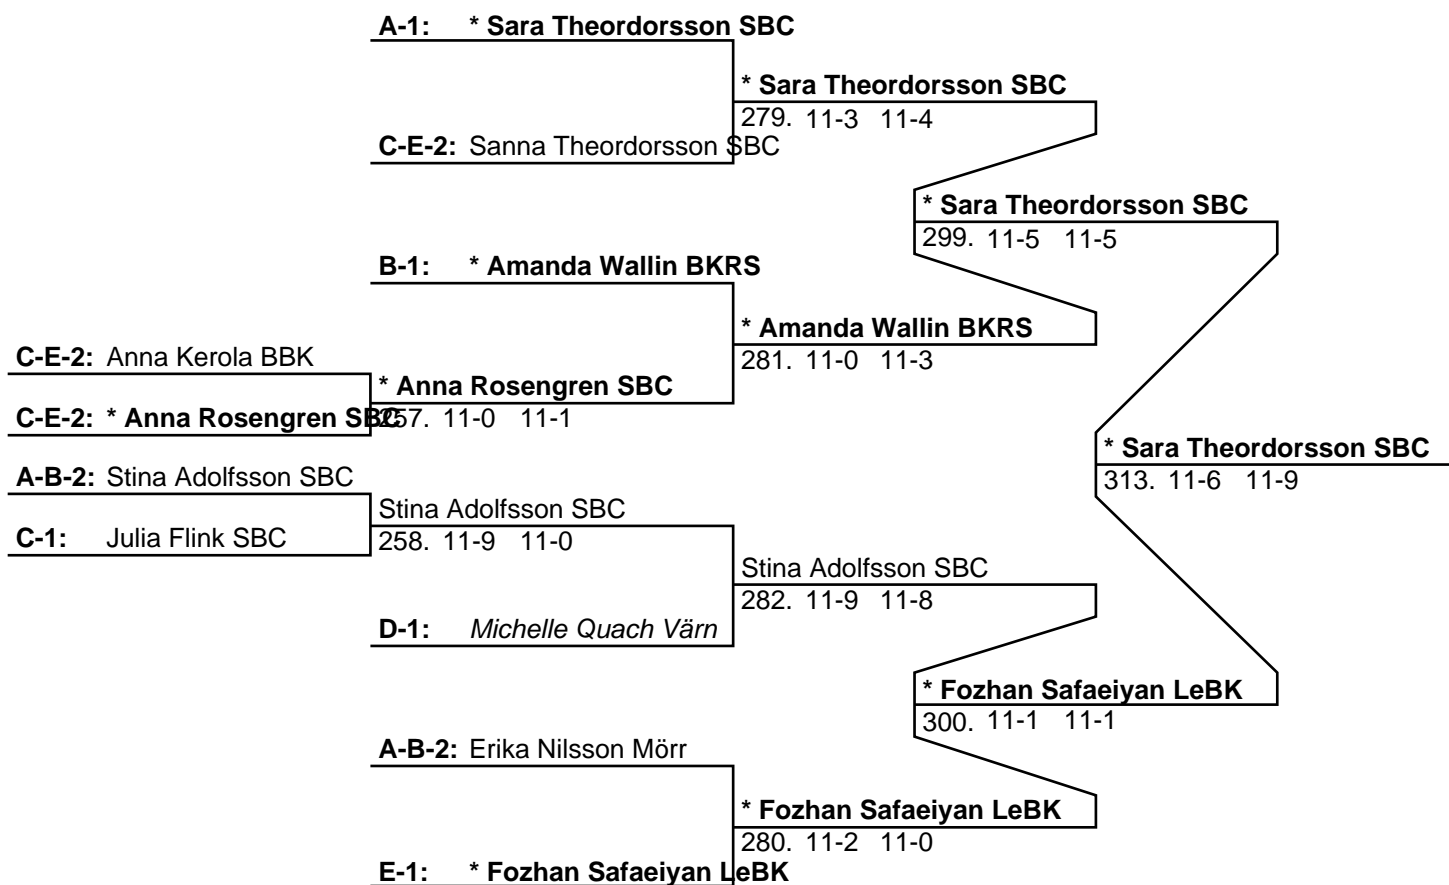 A-1: * Sara Theordorsson SBC
* Sara Theordorsson SBC
279. 11-3 11-4
C-E-2: Sanna Theordorsson SBC
* Sara Theordorsson SBC
299. 11-5 11-5
B-1: * Amanda Wallin BKRS
* Amanda Wallin BKRS
281. 11-0 11-3
C-E-2: Anna Kerola BBK
* Anna Rosengren SBC
257. 11-0 11-1
C-E-2: * Anna Rosengren SBC
* Sara Theordorsson SBC
313. 11-6 11-9
A-B-2: Stina Adolfsson SBC
Stina Adolfsson SBC
258. 11-9 11-0
C-1: Julia Flink SBC
Stina Adolfsson SBC
282. 11-9 11-8
D-1: Michelle Quach Värn
* Fozhan Safaeiyan LeBK
300. 11-1 11-1
A-B-2: Erika Nilsson Mörr
* Fozhan Safaeiyan LeBK
280. 11-2 11-0
E-1: * Fozhan Safaeiyan LeBK